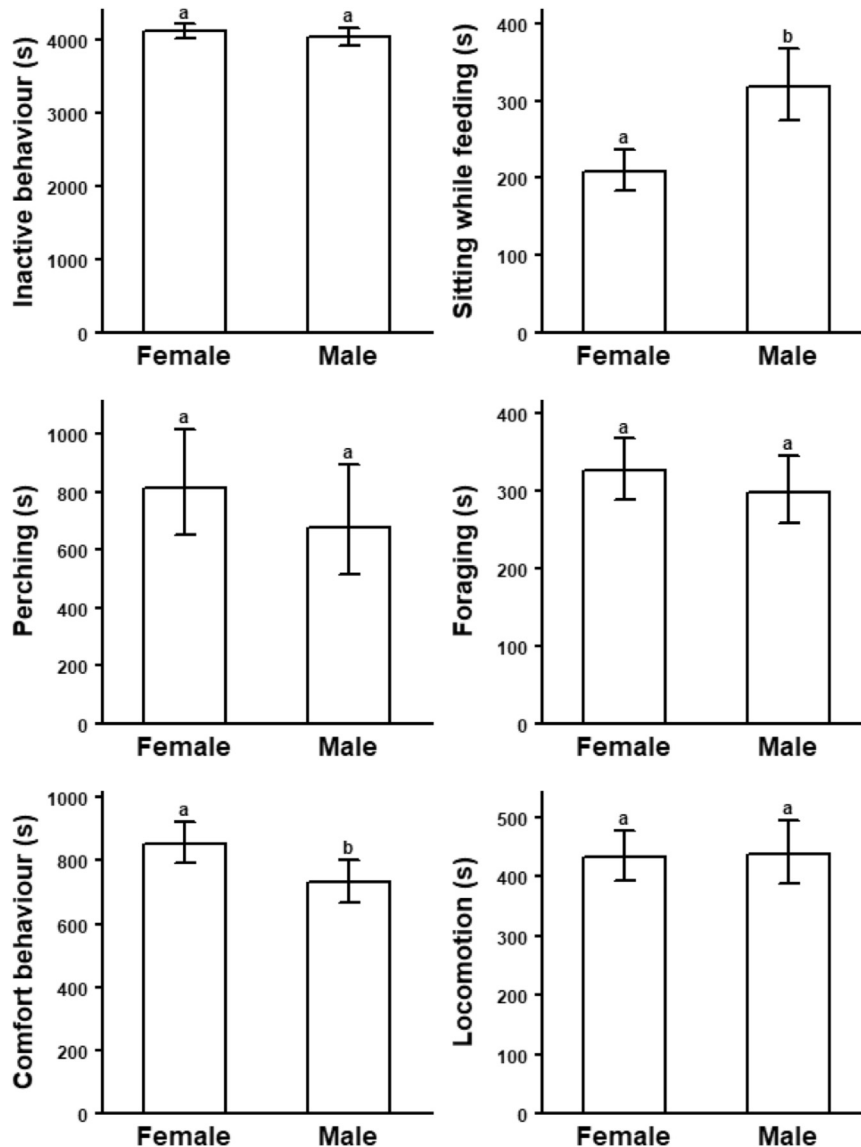 Inactive behaviour (s)
4000
3000
2000
1000
0
a
a
Female
Male
Sitting while feeding (s)
400
300
200
100
0
a
b
Female
Male
Perching (s)
1000
800
600
400
200
0
a
a
Female
Male
Foraging (s)
400
300
200
100
0
a
a
Female
Male
Comfort behaviour (s)
1000
800
600
400
200
0
a
b
Female
Male
Locomotion (s)
500
400
300
200
100
0
a
a
Female
Male